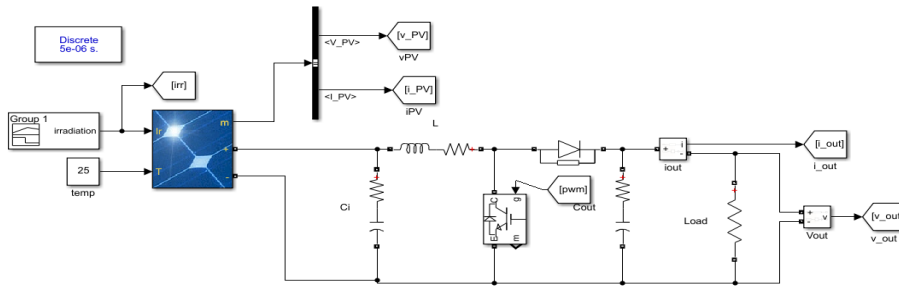 Discrete
5e-06 s.
[irr]
Group 1
irradiation
25
temp
Ir
T
m
+
-
<V_PV>
[v_PV]
vPV
<I_PV>
[i_PV]
iPV
L
Ci
C
g
E
m
[pwm]
Cout
+
i
-
iout
[i_out]
i_out
Load
+
-
v
Vout
[v_out
v_out